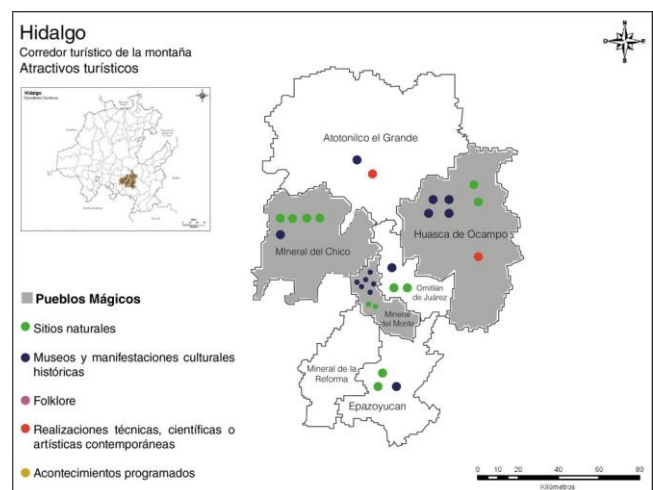 Hidalgo
Corredor turístico de la montaña
Atractivos turísticos
Hidalgo
N
O
E
S
Atotonilco el Grande
Huasca de Ocampo
MIneral del Chico
Omitlán
de Juárez
Mineral
del Monte
Mineral de la
Reforma
Epazoyucan
Pueblos Mágicos
Sitios naturales
Museos y manifestaciones culturales
históricas
Folklore
Realizaciones técnicas, científicas o
artísticas contemporáneas
Acontecimientos programados
0 10 20 40 60 80
Kilómetros